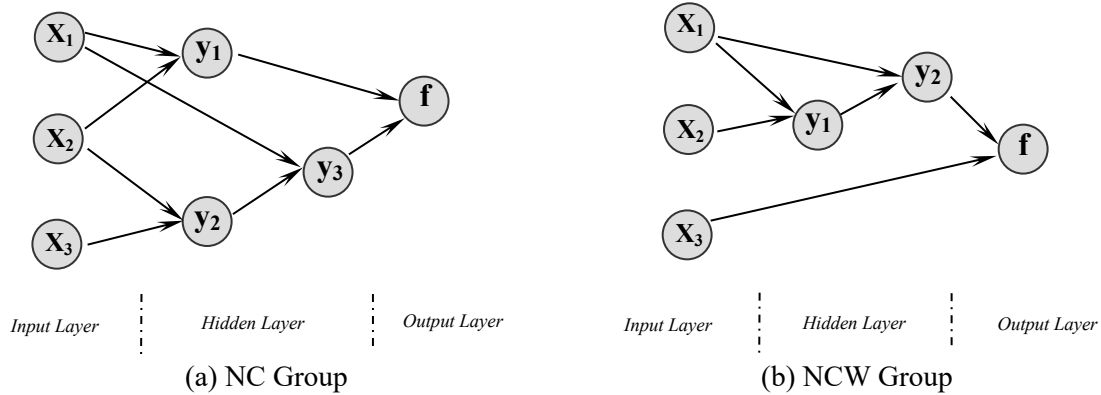 X₁
y₁
f
X₂
y₃
y₂
X₃
Input Layer
Hidden Layer
Output Layer
(a) NC Group
X₁
y₂
X₂
y₁
f
X₃
Input Layer
Hidden Layer
Output Layer
(b) NCW Group